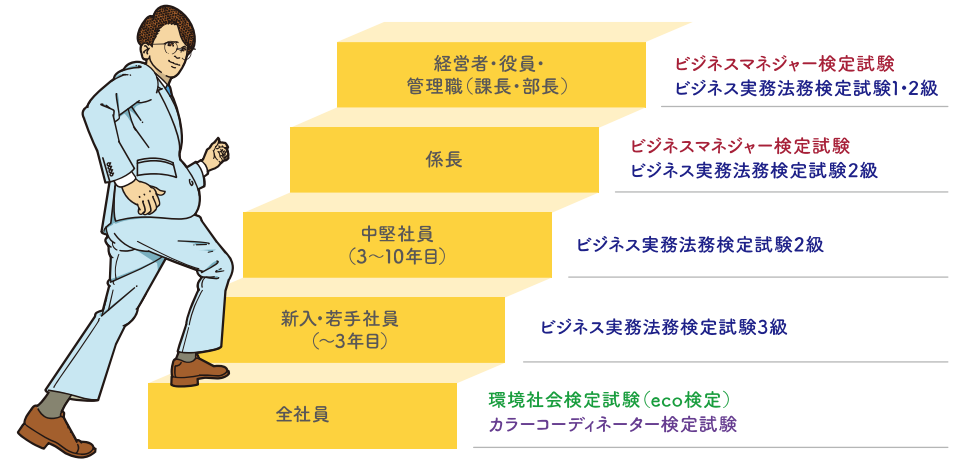 経営者・役員・
管理職（課長・部長）
ビジネスマネジャー検定試験
ビジネス実務法務検定試験1・2級
係長
ビジネスマネジャー検定試験
ビジネス実務法務検定試験2級
中堅社員
（3〜10年目）
ビジネス実務法務検定試験2級
新入・若手社員
（〜3年目）
ビジネス実務法務検定試験3級
全社員
環境社会検定試験（eco検定）
カラーコーディネーター検定試験